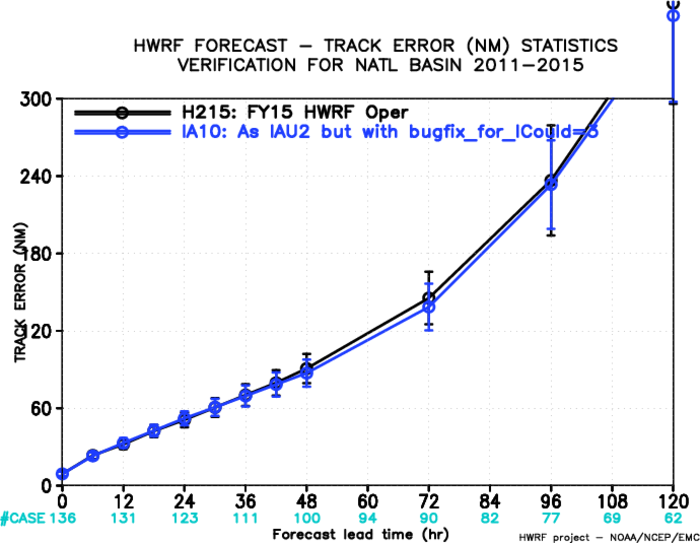 HWRF FORECAST – TRACK ERROR (NM) STATISTICS
VERIFICATION FOR NATL BASIN 2011–2015
H215: FY15 HWRF Oper
IA10: As IAU2 but with bugfix_for_ICould=5
TRACK ERROR (NM)
300
240
180
120
60
0
0 12 24 36 48 60 72 84 96 108 120
#CASE 136 131 123 111 100 94 90 82 77 69 62
Forecast lead time (hr)
HWRF project – NOAA/NCEP/EMC